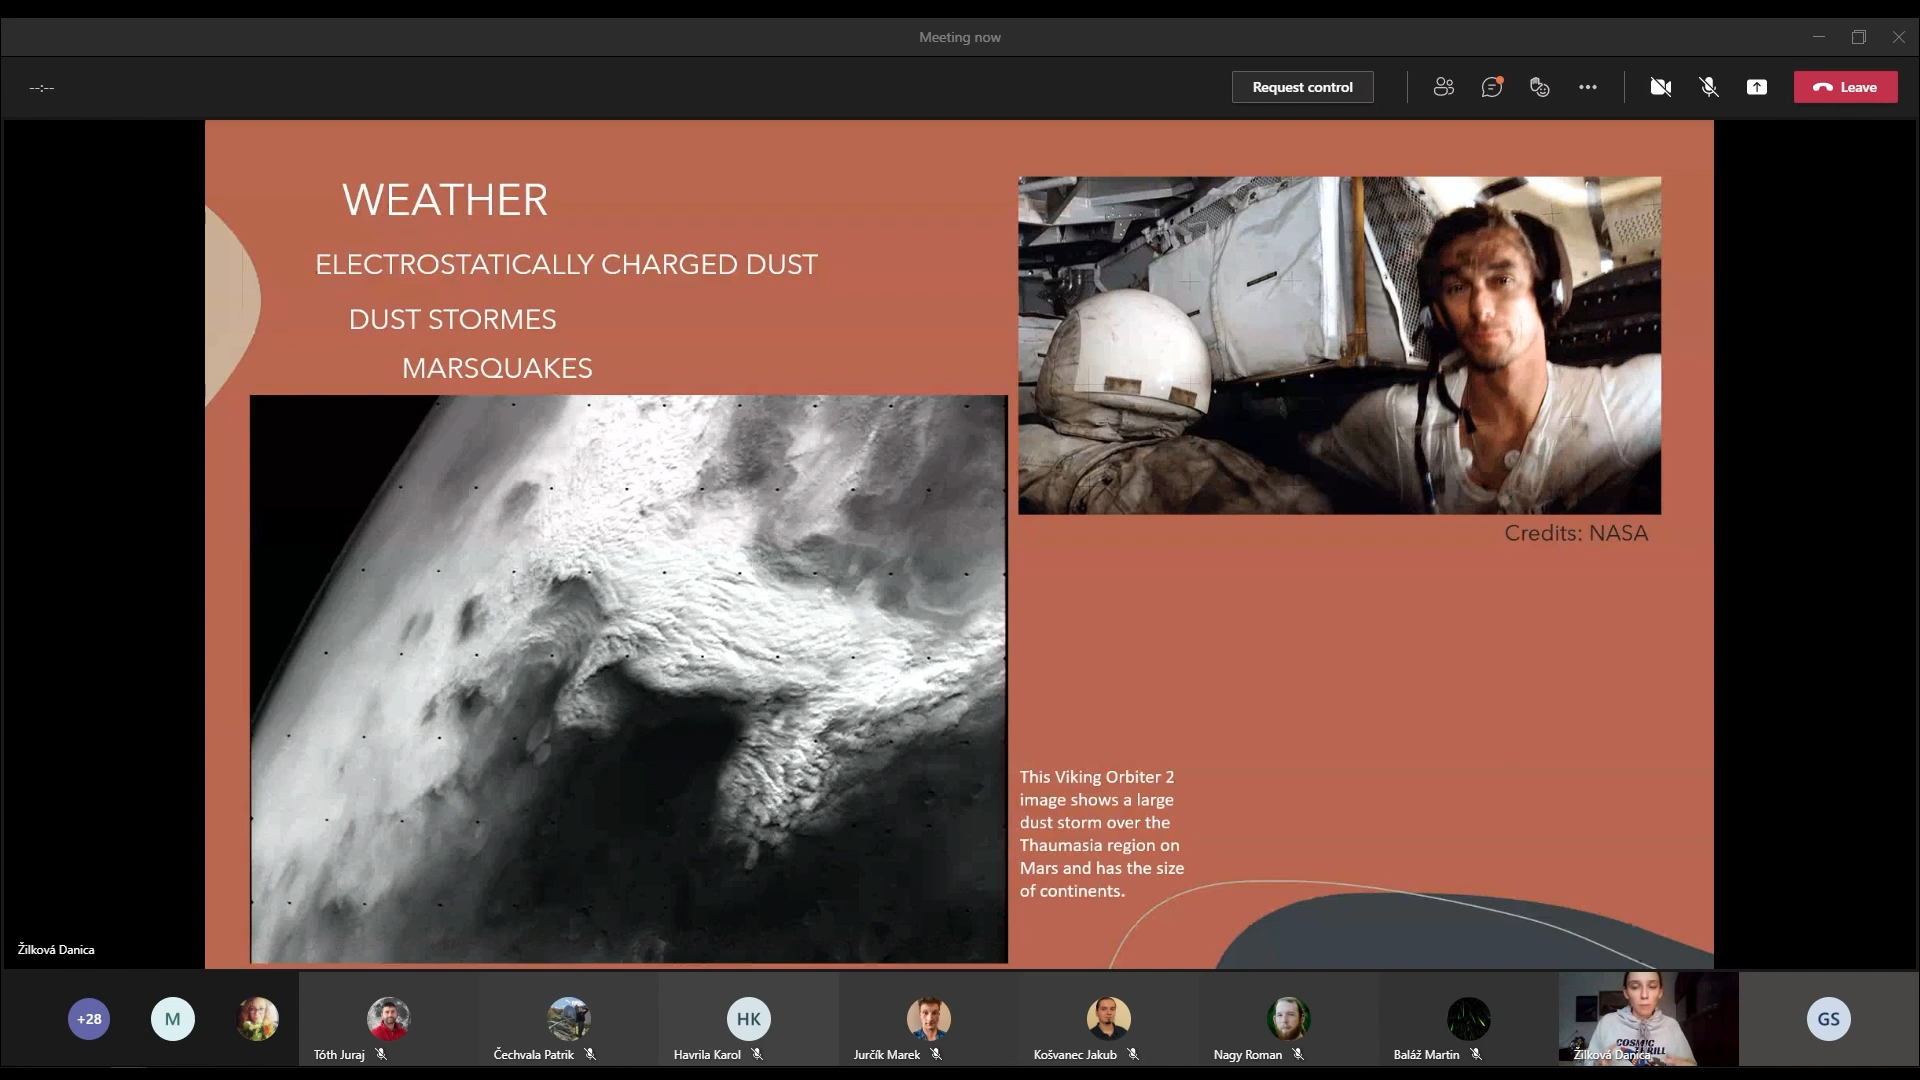 Meeting now
--:--
Request control
Leave
WEATHER
ELECTROSTATICALLY CHARGED DUST
DUST STORMES
MARSQUAKES
Credits: NASA
This Viking Orbiter 2
image shows a large
dust storm over the
Thaumasia region on
Mars and has the size
of continents.
Žilková Danica
+28
M
HK
GS
Tóth Juraj
Čechvala Patrik
Havrila Karol
Jurčík Marek
Košvanec Jakub
Nagy Roman
Baláž Martin
COSMIC
Žilková Danica